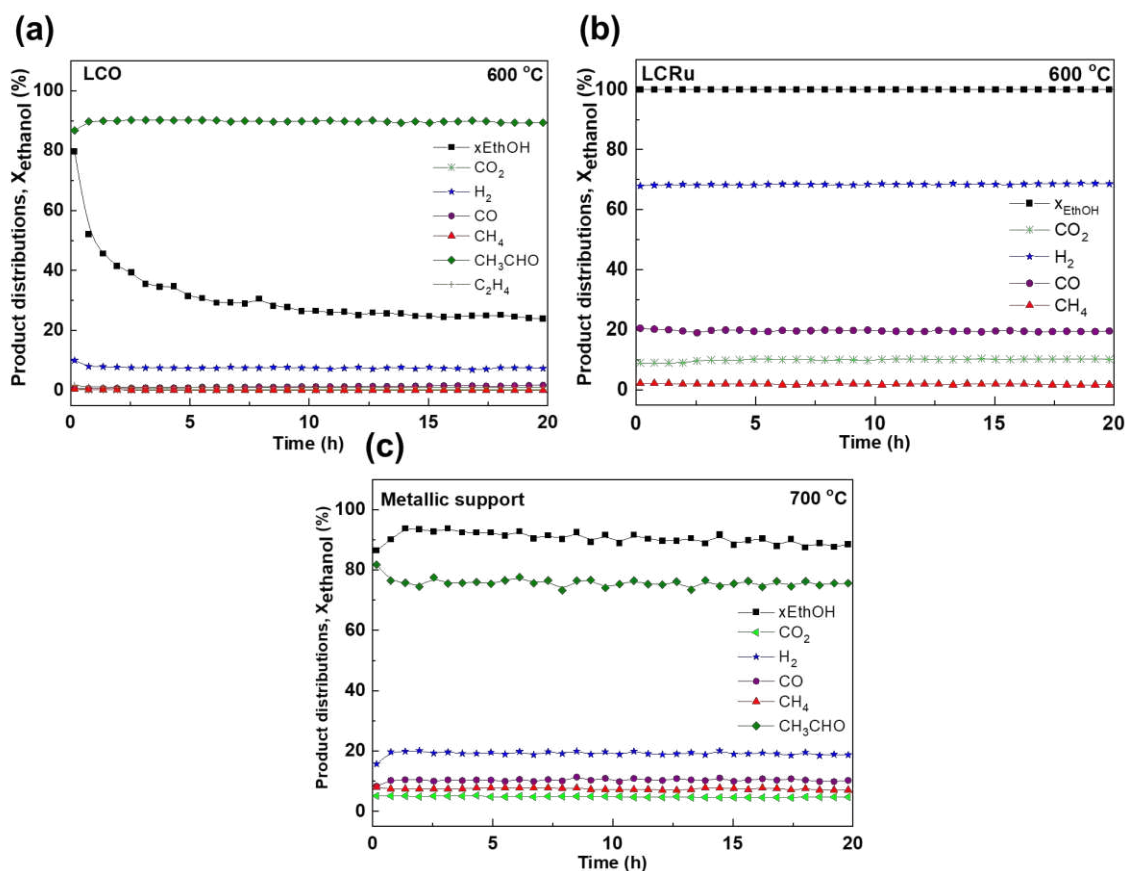 (a)
LCO
600 °C
Product distributions, Xethanol (%)
100
80
60
40
20
0
xEthOH
CO2
H2
CO
CH4
CH3CHO
C2H4
0 5 10 15 20
Time (h)
(b)
LCRu
600 °C
Product distributions, Xethanol (%)
100
80
60
40
20
0
xEthOH
CO2
H2
CO
CH4
0 5 10 15 20
Time (h)
(c)
Metallic support
700 °C
Product distributions, Xethanol (%)
100
80
60
40
20
0
xEthOH
CO2
H2
CO
CH4
CH3CHO
0 5 10 15 20
Time (h)